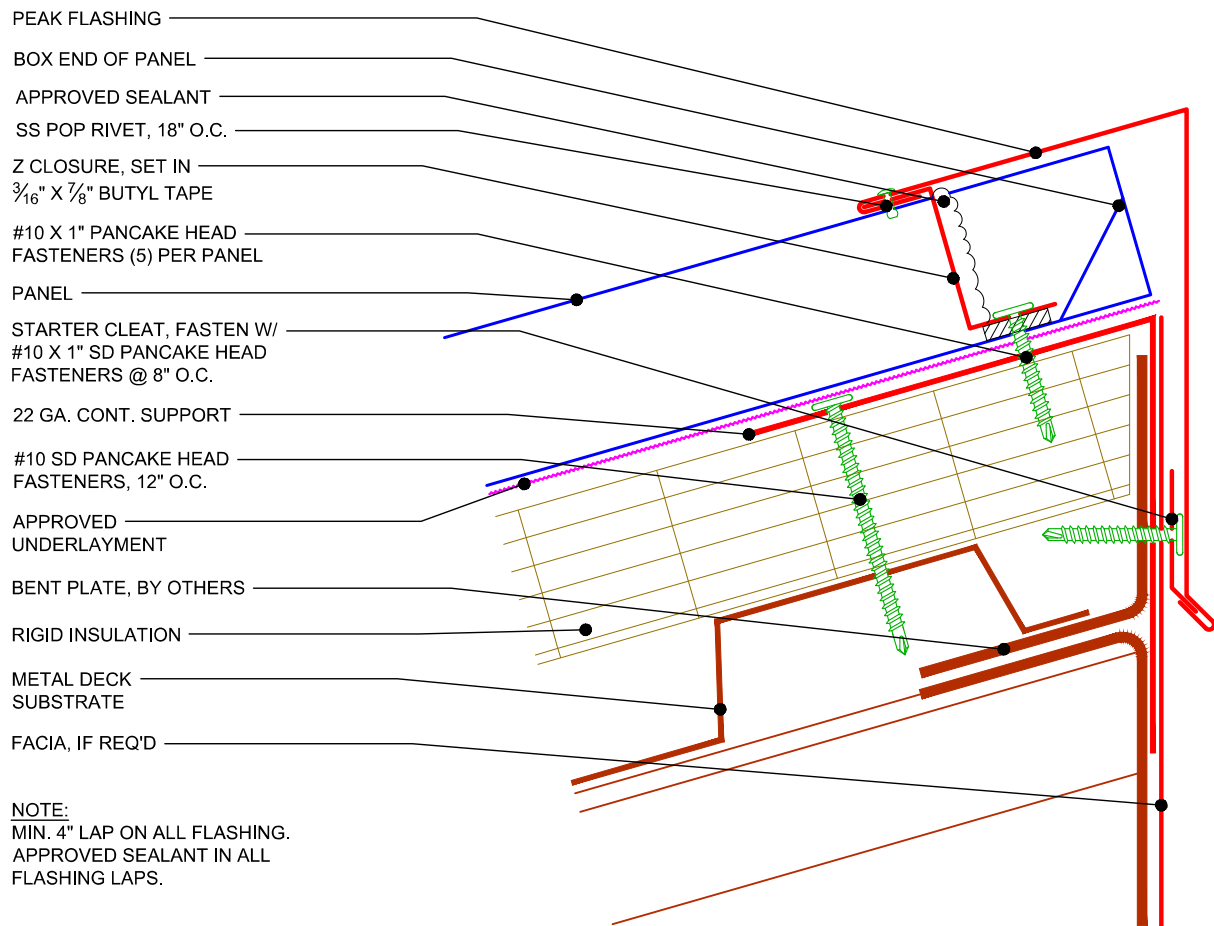 PEAK FLASHING
BOX END OF PANEL
APPROVED SEALANT
SS POP RIVET, 18" O.C.
Z CLOSURE, SET IN
3/16" X 7/8" BUTYL TAPE
#10 X 1" PANCAKE HEAD
FASTENERS (5) PER PANEL
PANEL
STARTER CLEAT, FASTEN W/
#10 X 1" SD PANCAKE HEAD
FASTENERS @ 8" O.C.
22 GA. CONT. SUPPORT
#10 SD PANCAKE HEAD
FASTENERS, 12" O.C.
APPROVED
UNDERLAYMENT
BENT PLATE, BY OTHERS
RIGID INSULATION
METAL DECK
SUBSTRATE
FACIA, IF REQ'D
NOTE:
MIN. 4" LAP ON ALL FLASHING.
APPROVED SEALANT IN ALL
FLASHING LAPS.